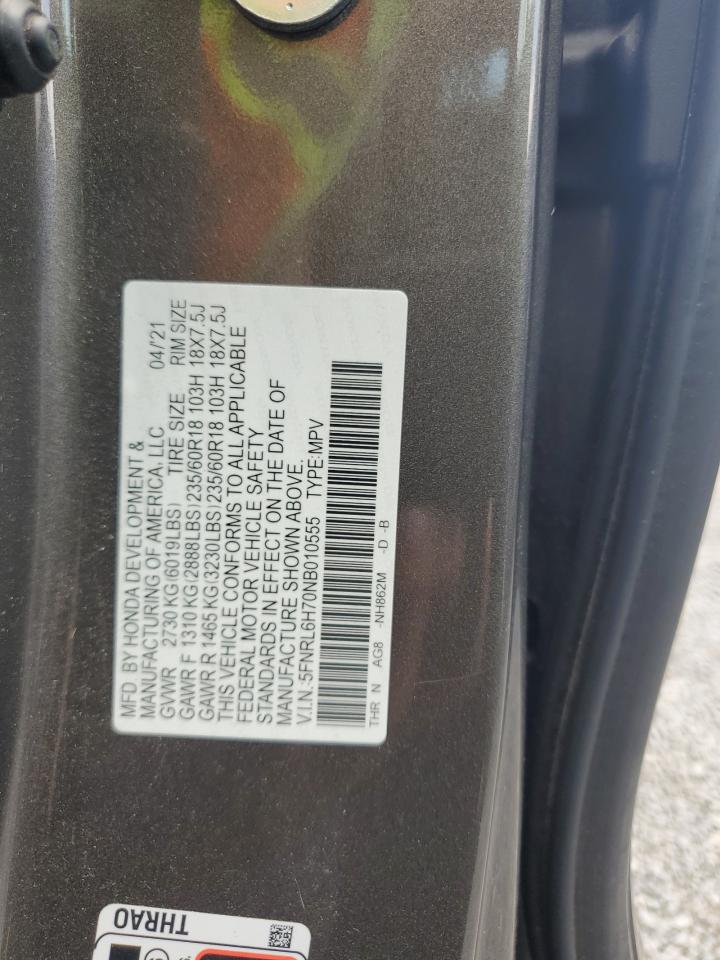 MFD. BY HONDA DEVELOPMENT &
MANUFACTURING OF AMERICA, LLC 04/'21
GVWR 2730 KG(6019LBS) TIRE SIZE RIM SIZE
GAWR F 1310 KG(2888LBS)235/60R18 103H 18X7.5J
GAWR R 1465 KG(3230LBS)235/60R18 103H 18X7.5J
THIS VEHICLE CONFORMS TO ALL APPLICABLE
FEDERAL MOTOR VEHICLE SAFETY
STANDARDS IN EFFECT ON THE DATE OF
MANUFACTURE SHOWN ABOVE.
V.I.N.:5FNRL6H70NB010555 TYPE:MPV
THR N AG8 -NH862M -D -B
THRAO